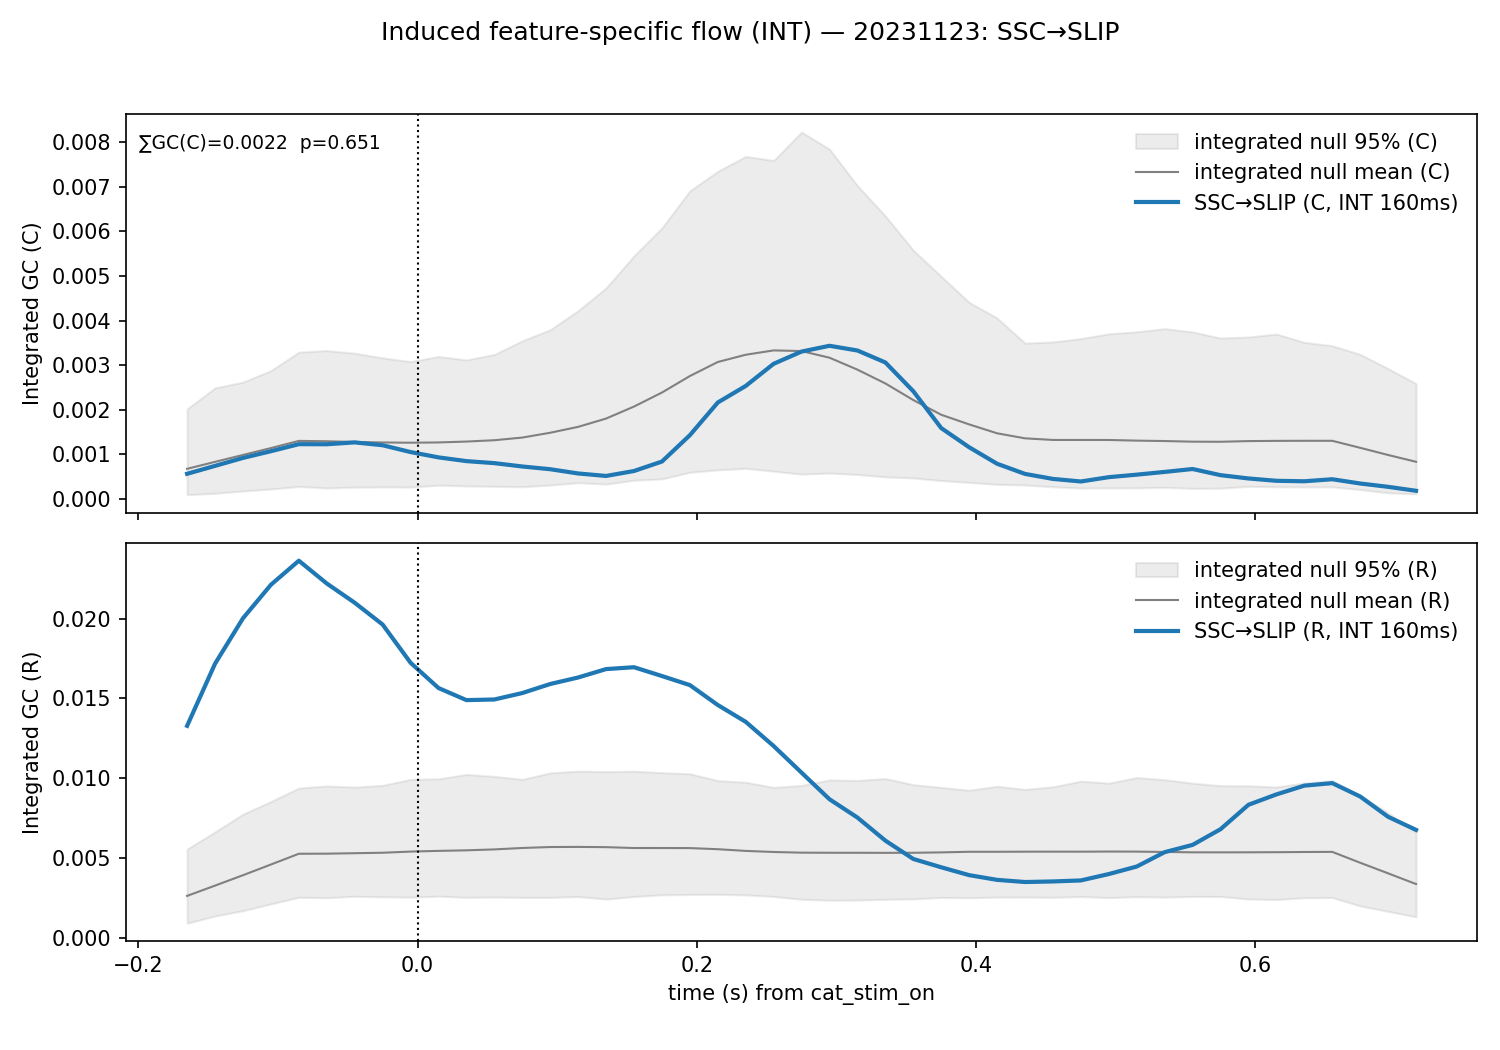 Induced feature-specific flow (INT) — 20231123: SSC→SLIP
∑GC(C)=0.0022  p=0.651
integrated null 95% (C)
integrated null mean (C)
SSC→SLIP (C, INT 160ms)
Integrated GC (C)
0.008
0.007
0.006
0.005
0.004
0.003
0.002
0.001
0.000
integrated null 95% (R)
integrated null mean (R)
SSC→SLIP (R, INT 160ms)
Integrated GC (R)
0.020
0.015
0.010
0.005
0.000
−0.2 0.0 0.2 0.4 0.6
time (s) from cat_stim_on